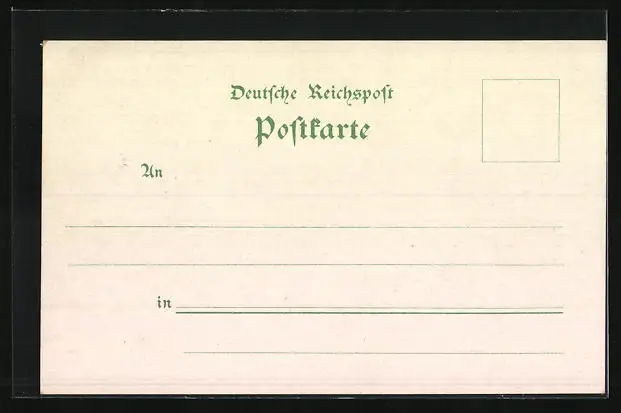 Deutſche Reichspoſt
Poſtkarte
An
in